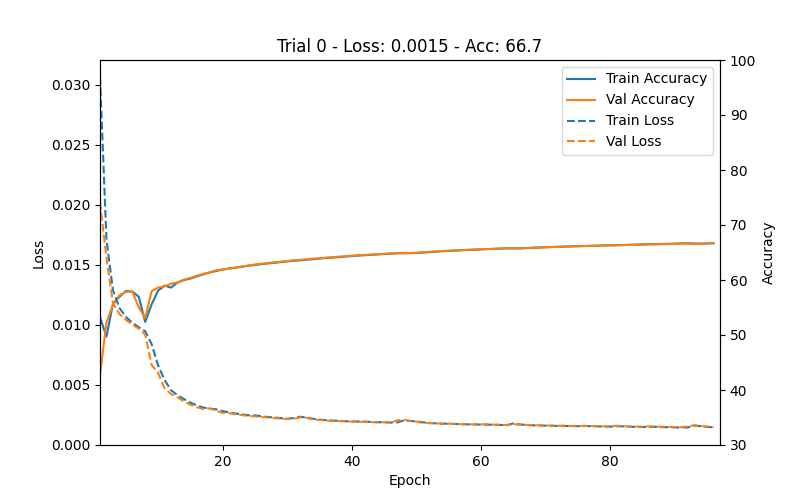 Trial 0 - Loss: 0.0015 - Acc: 66.7
Train Accuracy
Val Accuracy
Train Loss
Val Loss
Loss
0.030
0.025
0.020
0.015
0.010
0.005
0.000
100
90
80
70
60
50
40
30
Accuracy
20
40
60
80
Epoch